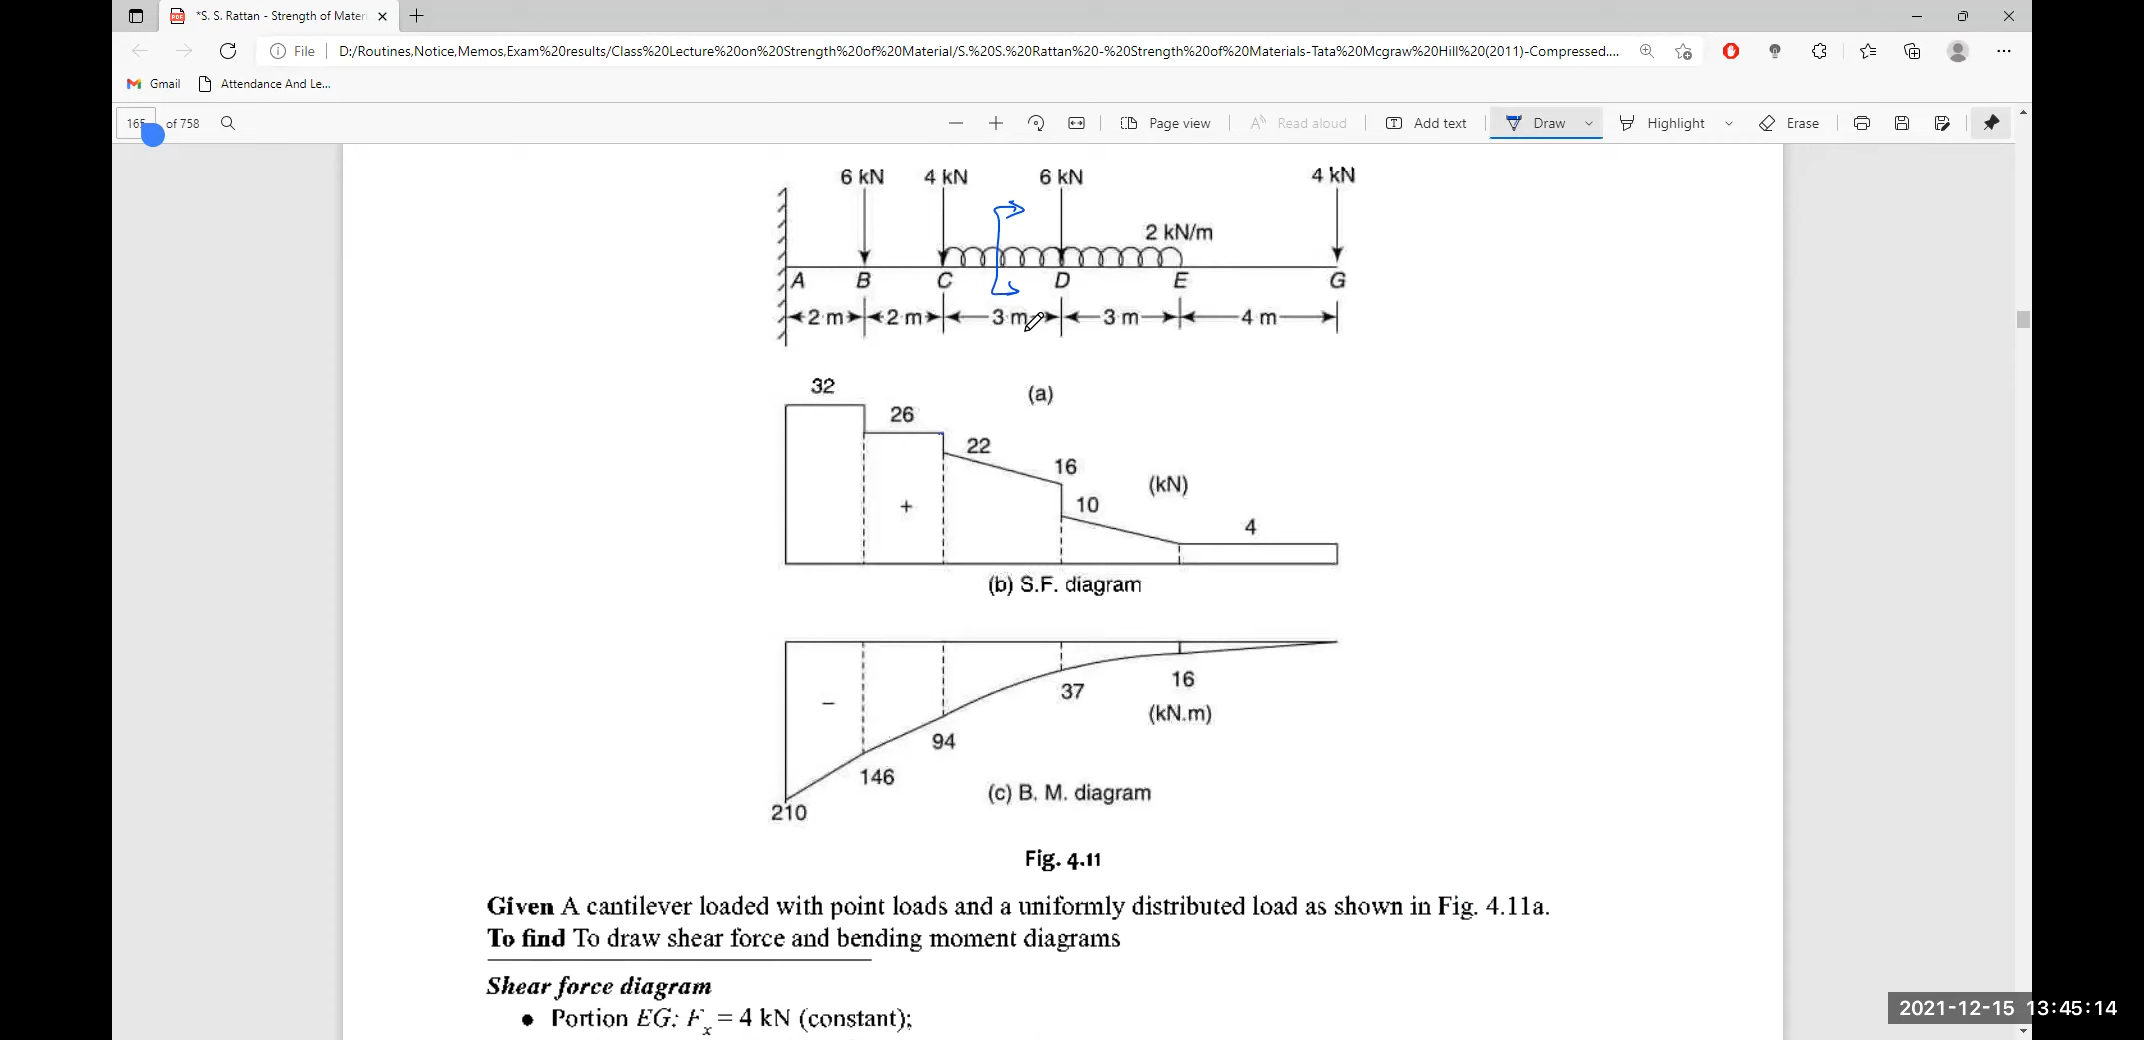 *S. S. Rattan - Strength of Mater
File D:/Routines,Notice,Memos,Exam%20results/Class%20Lecture%20on%20Strength%20of%20Material/S.%20S.%20Rattan%20-%20Strength%20of%20Materials-Tata%20Mcgraw%20Hill%20(2011)-Compressed....
Gmail Attendance And Le...
165 of 758 Page view Read aloud Add text Draw Highlight Erase
6 kN 4 kN 6 kN 4 kN
2 kN/m
A B C D E G
2 m 2 m 3 m 3 m 4 m
(a)
32
26
22
16
10
4
+
(kN)
(b) S.F. diagram
–
37
16
(kN.m)
94
146
210
(c) B. M. diagram
Fig. 4.11
Given A cantilever loaded with point loads and a uniformly distributed load as shown in Fig. 4.11a.
To find To draw shear force and bending moment diagrams
Shear force diagram
• Portion EG: Fx = 4 kN (constant);
2021-12-15 13:45:14